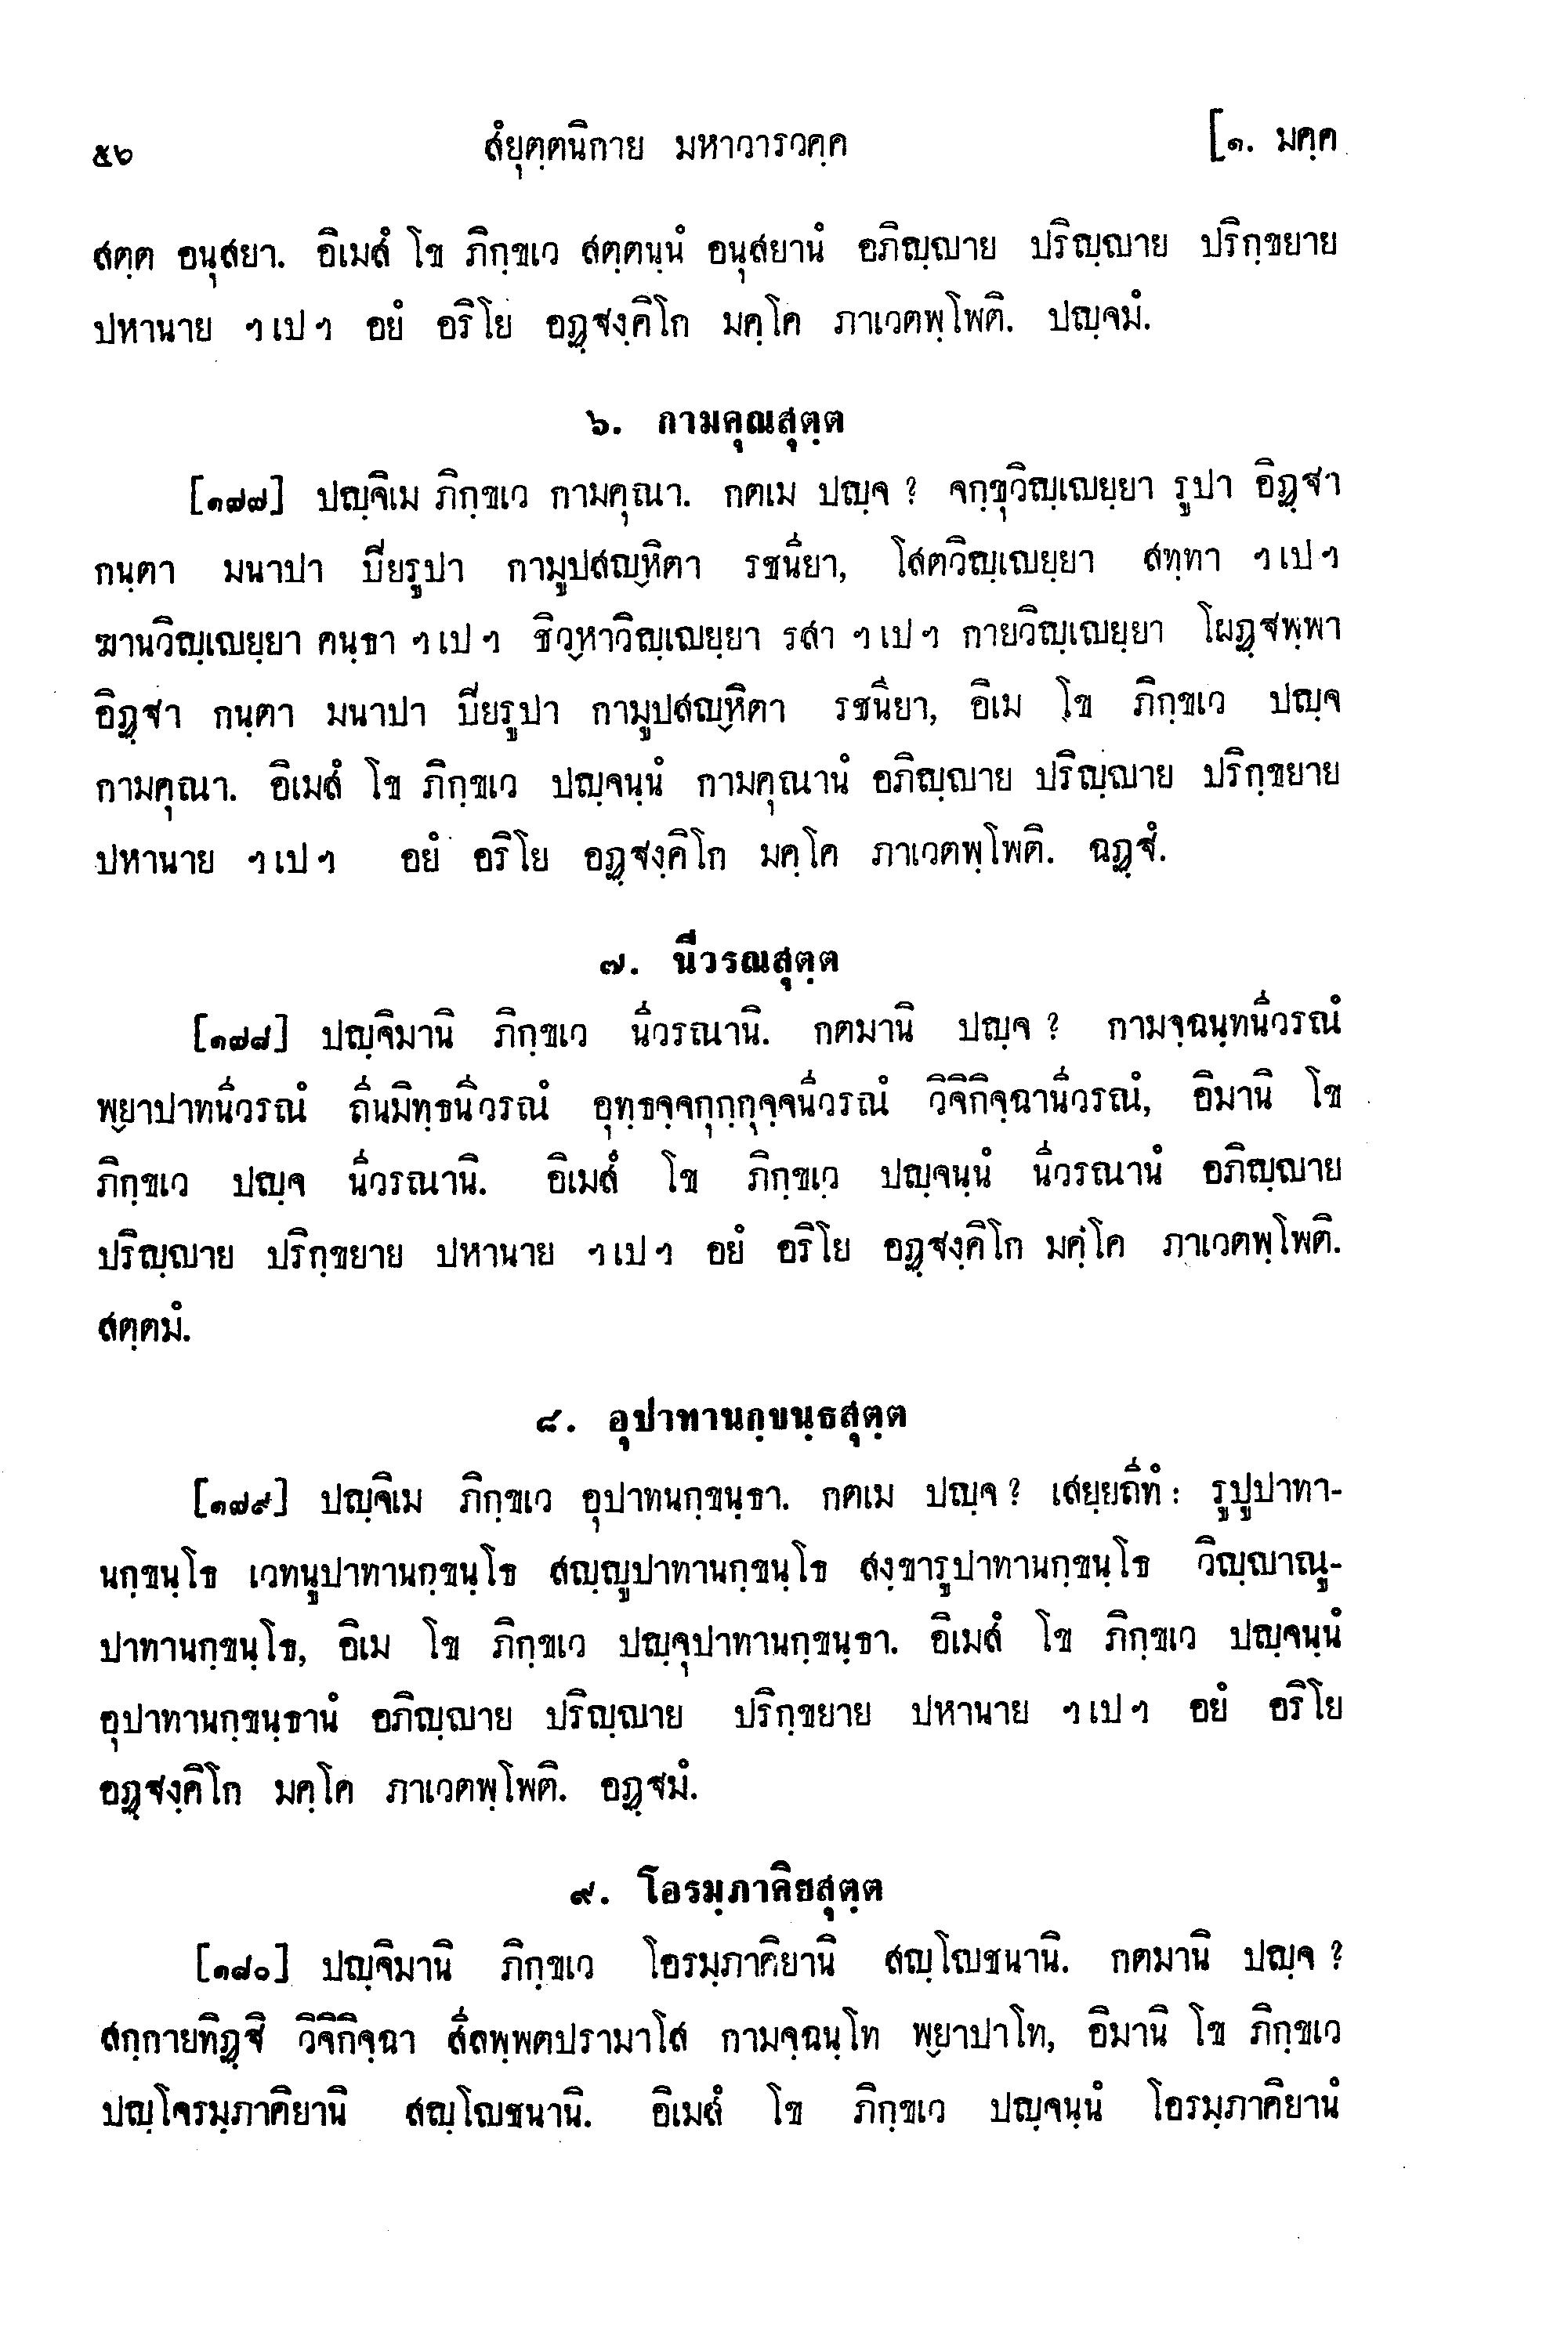 ๕๖ สํยุตฺตนิกาย มหาวารวคฺค [๑. มคฺค
สตฺต อนุสยา. อิเมสํ โข ภิกฺขเว สตฺตนฺนํ อนุสยานํ อภิญฺญาย ปริญฺญาย ปริกฺขยาย
ปหานาย ฯเปฯ อยํ อริโย อฏฺฐงฺคิโก มคฺโค ภาเวตพฺโพติ. ปญฺจมํ.
๖. กามคุณสุตฺต
[๑๗๗] ปญฺจิเม ภิกฺขเว กามคุณา. กตเม ปญฺจ ? จกฺขุวิญฺเญยฺยา รูปา อิฏฺฐา
กนฺตา มนาปา ปียรูปา กามูปสญฺหิตา รชนียา, โสตวิญฺเญยฺยา สทฺทา ฯเปฯ
ฆานวิญฺเญยฺยา คนฺธา ฯเปฯ ชิวฺหาวิญฺเญยฺยา รสา ฯเปฯ กายวิญฺเญยฺยา โผฏฺฐพฺพา
อิฏฺฐา กนฺตา มนาปา ปียรูปา กามูปสญฺหิตา รชนียา, อิเม โข ภิกฺขเว ปญฺจ
กามคุณา. อิเมสํ โข ภิกฺขเว ปญฺจนฺนํ กามคุณานํ อภิญฺญาย ปริญฺญาย ปริกฺขยาย
ปหานาย ฯเปฯ อยํ อริโย อฏฺฐงฺคิโก มคฺโค ภาเวตพฺโพติ. ฉฏฺฐํ.
๗. นีวรณสุตฺต
[๑๗๘] ปญฺจิมานิ ภิกฺขเว นีวรณานิ. กตมานิ ปญฺจ ? กามจฺฉนฺทนีวรณํ
พฺยาปาทนีวรณํ ถีนมิทฺธนีวรณํ อุทฺธจฺจกุกฺกุจฺจนีวรณํ วิจิกิจฺฉานีวรณํ, อิมานิ โข
ภิกฺขเว ปญฺจ นีวรณานิ. อิเมสํ โข ภิกฺขเว ปญฺจนฺนํ นีวรณานํ อภิญฺญาย
ปริญฺญาย ปริกฺขยาย ปหานาย ฯเปฯ อยํ อริโย อฏฺฐงฺคิโก มคฺโค ภาเวตพฺโพติ.
สตฺตมํ.
๘. อุปาทานกฺขนฺธสุตฺต
[๑๗๙] ปญฺจิเม ภิกฺขเว อุปาทนกฺขนฺธา. กตเม ปญฺจ ? เสยฺยถีทํ : รูปูปาทา-
นกฺขนฺโธ เวทนูปาทานกฺขนฺโธ สญฺญูปาทานกฺขนฺโธ สงฺขารูปาทานกฺขนฺโธ วิญฺญาณู-
ปาทานกฺขนฺโธ, อิเม โข ภิกฺขเว ปญฺจุปาทานกฺขนฺธา. อิเมสํ โข ภิกฺขเว ปญฺจนฺนํ
อุปาทานกฺขนฺธานํ อภิญฺญาย ปริญฺญาย ปริกฺขยาย ปหานาย ฯเปฯ อยํ อริโย
อฏฺฐงฺคิโก มคฺโค ภาเวตพฺโพติ. อฏฺฐมํ.
๙. โอรมฺภาคิยสุตฺต
[๑๘๐] ปญฺจิมานิ ภิกฺขเว โอรมฺภาคิยานิ สญฺโญชนานิ. กตมานิ ปญฺจ ?
สกฺกายทิฏฺฐิ วิจิกิจฺฉา สีลพฺพตปรามาโส กามจฺฉนฺโท พฺยาปาโท, อิมานิ โข ภิกฺขเว
ปญฺโจรมฺภาคิยานิ สญฺโญชนานิ. อิเมสํ โข ภิกฺขเว ปญฺจนฺนํ โอรมฺภาคิยานํ